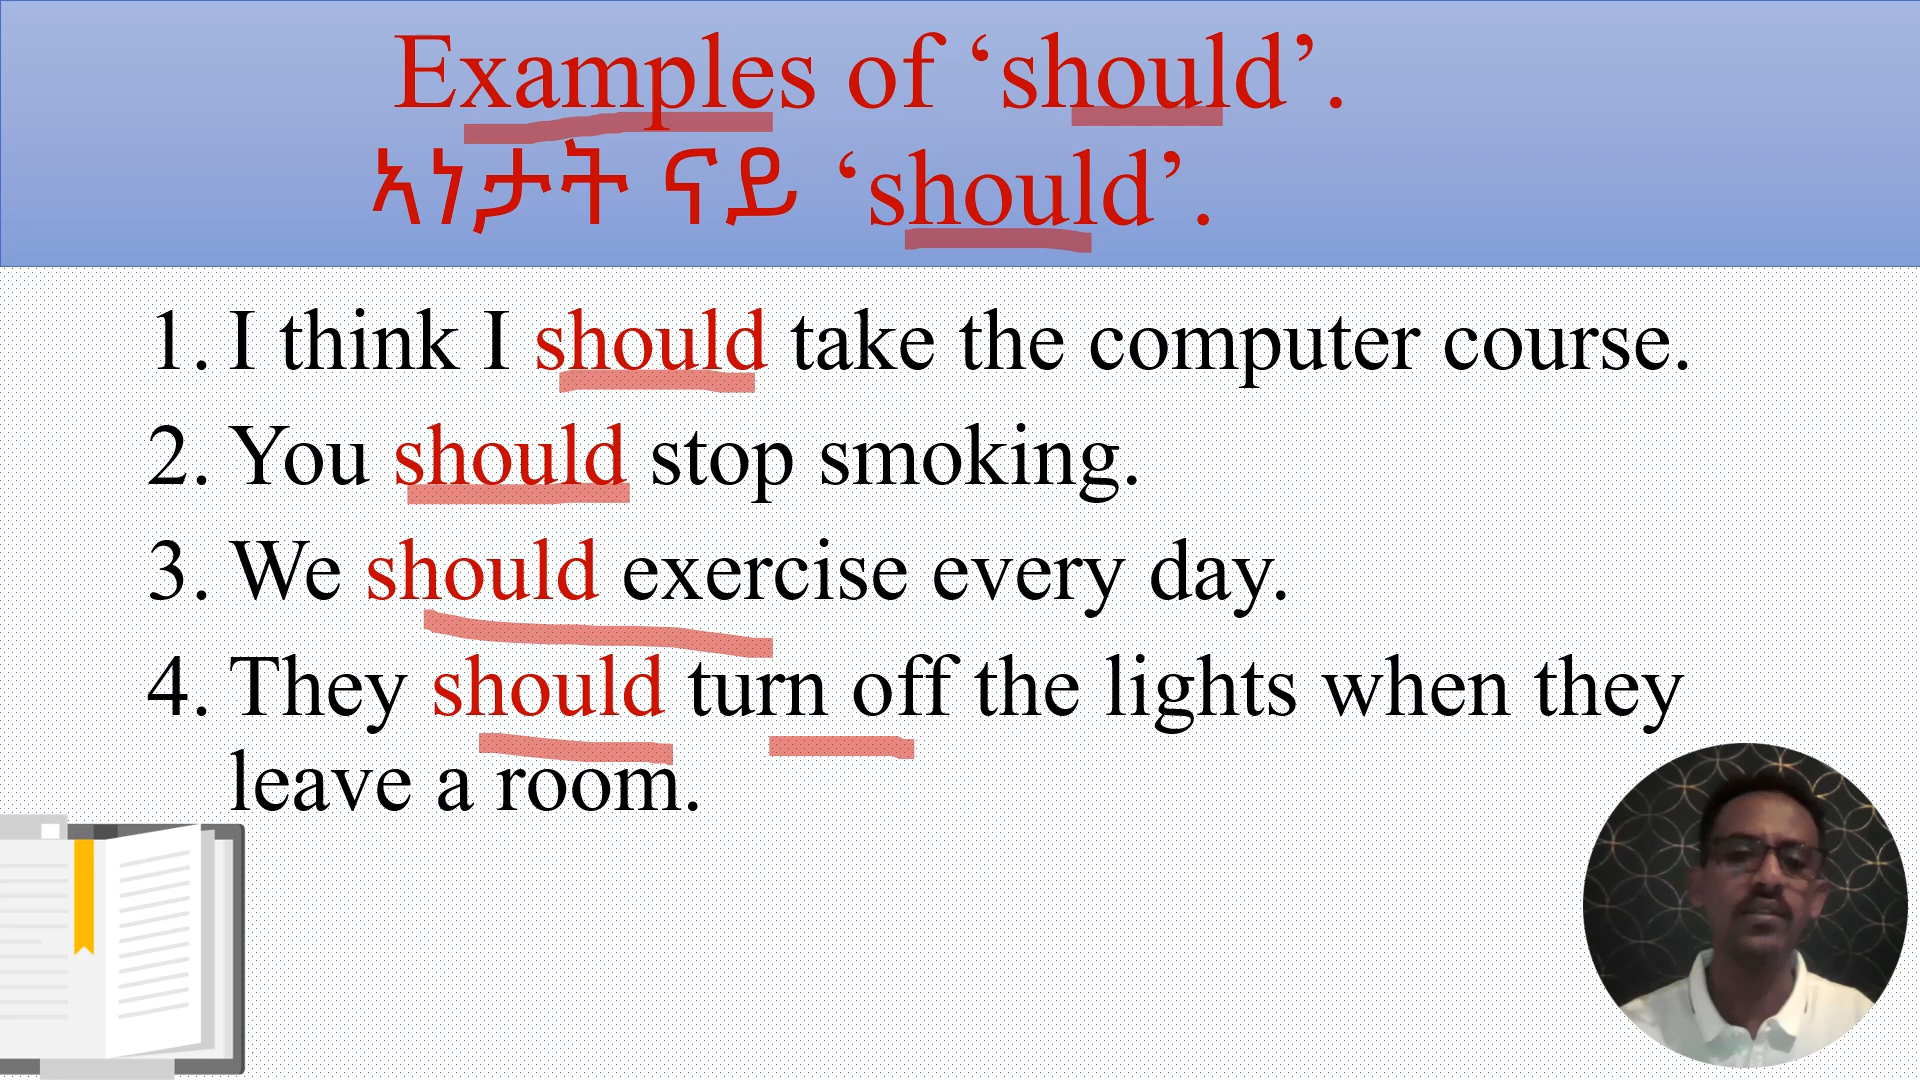 Examples of ‘should’.
ኣነታት ናይ ‘should’.
1. I think I should take the computer course.
2. You should stop smoking.
3. We should exercise every day.
4. They should turn off the lights when they
leave a room.